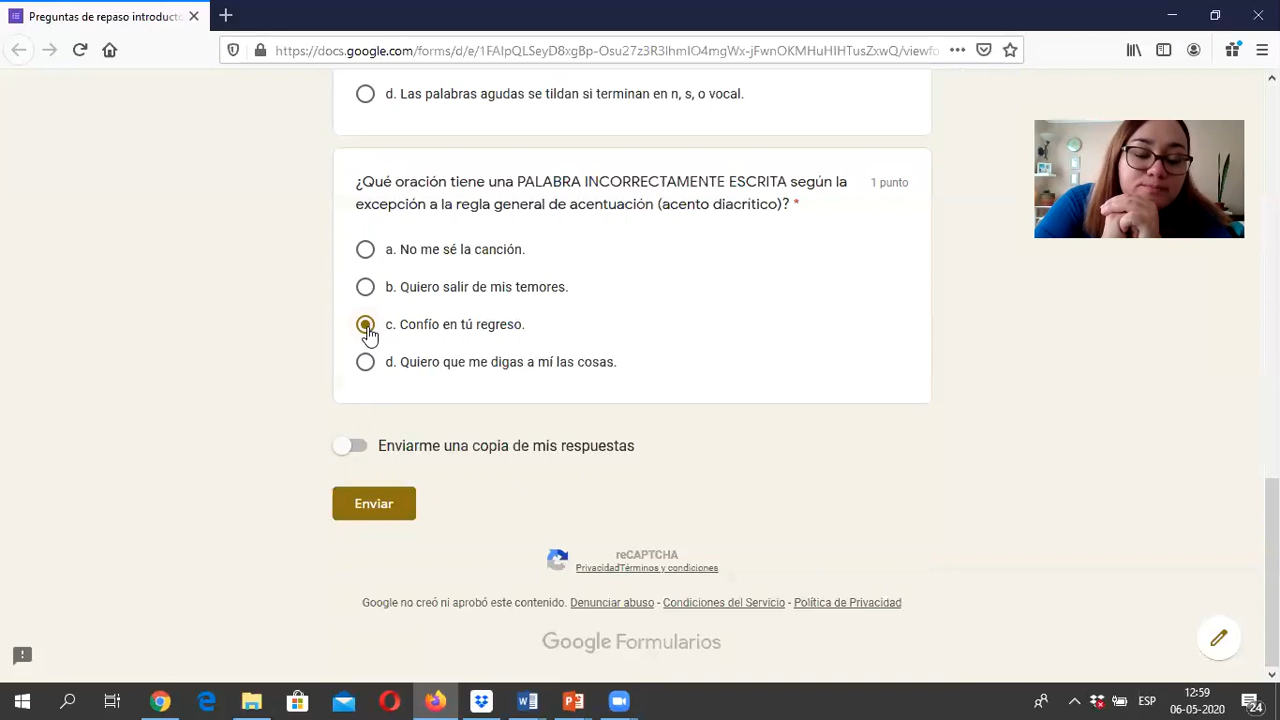 Preguntas de repaso introducto
https://docs.google.com/forms/d/e/1FAIpQLSeyD8xgBp-Osu27z3R3lhmIO4mgWx-jFwnOKMHuHIHTusZxwQ/viewfo
d. Las palabras agudas se tildan si terminan en n, s, o vocal.
¿Qué oración tiene una PALABRA INCORRECTAMENTE ESCRITA según la
excepción a la regla general de acentuación (acento diacritico)? *
1 punto
a. No me sé la canción.
b. Quiero salir de mis temores.
c. Confío en tú regreso.
d. Quiero que me digas a mí las cosas.
Enviarme una copia de mis respuestas
Enviar
reCAPTCHA
PrivacidadTérminos y condiciones
Google no creó ni aprobó este contenido. Denunciar abuso - Condiciones del Servicio - Política de Privacidad
Google Formularios
ESP
12:59
06-05-2020
24